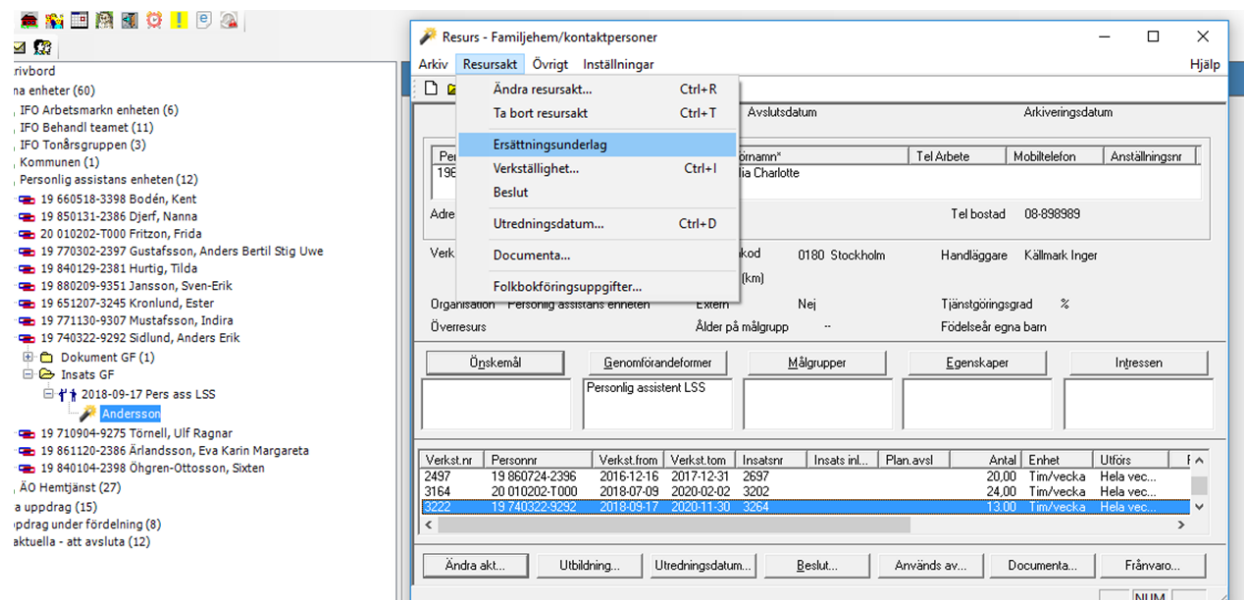 rivbord
na enheter (60)
IFO Arbetsmarkn enheten (6)
IFO Behandl teamet (11)
IFO Tonårsgruppen (3)
Kommunen (1)
Personlig assistans enheten (12)
19 660518-3398 Bodén, Kent
19 850131-2386 Djerf, Nanna
20 010202-T000 Fritzon, Frida
19 770302-2397 Gustafsson, Anders Bertil Stig Uwe
19 840129-2381 Hurtig, Tilda
19 880209-9351 Jansson, Sven-Erik
19 651207-3245 Kronlund, Ester
19 771130-9307 Mustafsson, Indira
19 740322-9292 Sidlund, Anders Erik
Dokument GF (1)
Insats GF
2018-09-17 Pers ass LSS
Andersson
19 710904-9275 Törnell, Ulf Ragnar
19 861120-2386 Ärlandsson, Eva Karin Margareta
19 840104-2398 Öhgren-Ottosson, Sixten
ÄO Hemtjänst (27)
a uppdrag (15)
ppdrag under fördelning (8)
aktuella - att avsluta (12)
Resurs - Familjehem/kontaktpersoner
Arkiv Resursakt Övrigt Inställningar Hjälp
Ändra resursakt... Ctrl+R
Ta bort resursakt Ctrl+T
Ersättningsunderlag
Verkställighet... Ctrl+I
Beslut
Utredningsdatum... Ctrl+D
Documenta...
Folkbokföringsuppgifter...
Avslutsdatum Arkiveringsdatum
Per örnamn* Tel Arbete Mobiltelefon Anställningsnr
196 lia Charlotte
Adre Tel bostad 08-898989
Verk kod 0180 Stockholm Handläggare Källmark Inger
(km)
Organisation Personlig assistans enheten Extern Nej Tjänstgöringsgrad %
Överresurs Ålder på målgrupp -- Födelseår egna barn
Önskemål Genomförandeformer Målgrupper Egenskaper Intressen
Personlig assistent LSS
Verkst.nr Personnr Verkst.from Verkst.tom Insatsnr Insats inl... Plan.avsl Antal Enhet Utförs
2497 19 860724-2396 2016-12-16 2017-12-31 2697 20,00 Tim/vecka Hela vec...
3164 20 010202-T000 2018-07-09 2020-02-02 3202 24,00 Tim/vecka Hela vec...
3222 19 740322-9292 2018-09-17 2020-11-30 3264 13,00 Tim/vecka Hela vec...
Ändra akt... Utbildning... Utredningsdatum... Beslut... Används av... Documenta... Frånvaro...
NUM